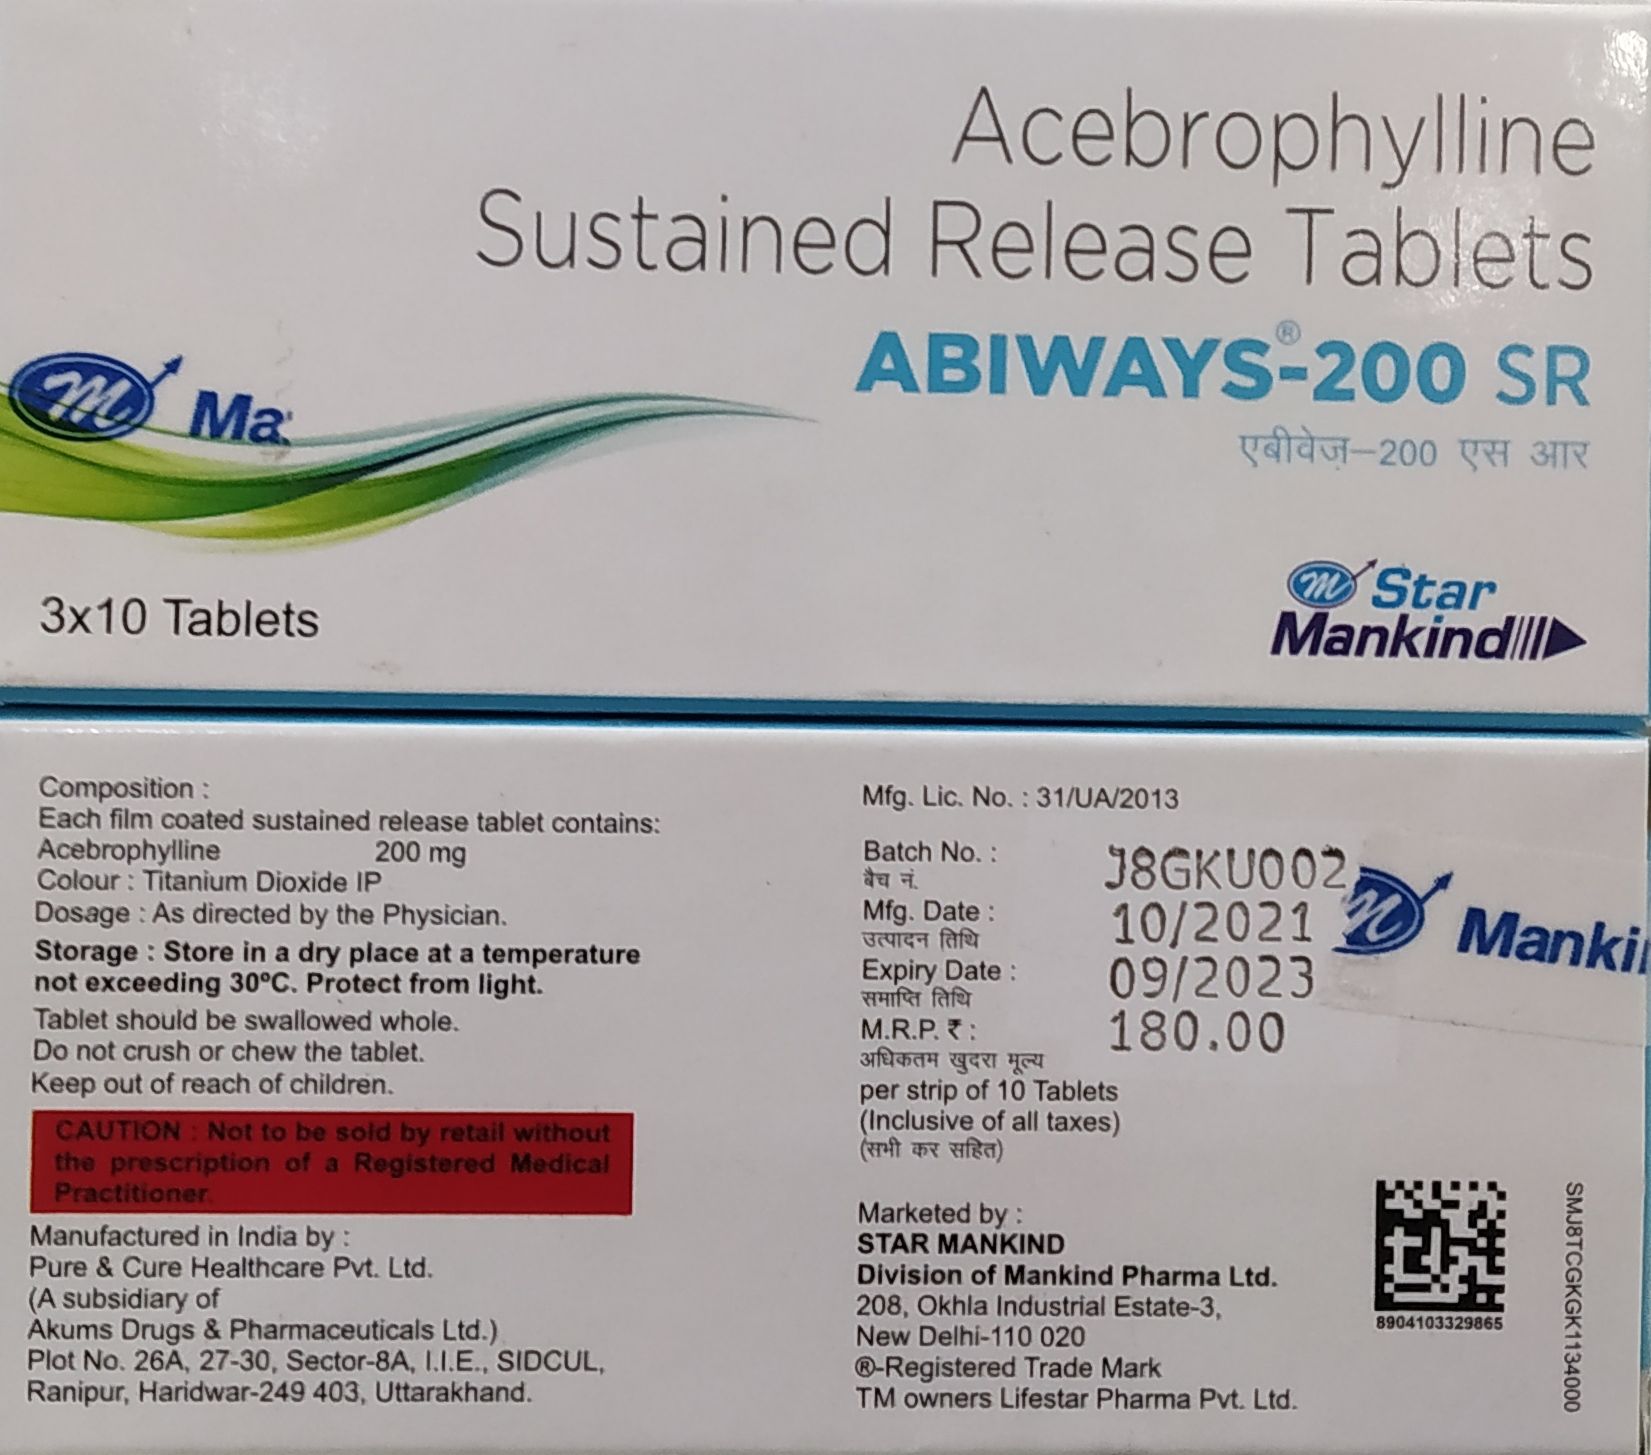 Acebrophylline
Sustained Release Tablets
ABIWAYS®-200 SR
एबीवेज़–200 एस आर
m Ma
3x10 Tablets
m Star
Mankind
Composition :
Each film coated sustained release tablet contains:
Acebrophylline 200 mg
Colour : Titanium Dioxide IP
Dosage : As directed by the Physician.
Storage : Store in a dry place at a temperature
not exceeding 30ºC. Protect from light.
Tablet should be swallowed whole.
Do not crush or chew the tablet.
Keep out of reach of children.
CAUTION : Not to be sold by retail without
the prescription of a Registered Medical
Practitioner.
Manufactured in India by :
Pure & Cure Healthcare Pvt. Ltd.
(A subsidiary of
Akums Drugs & Pharmaceuticals Ltd.)
Plot No. 26A, 27-30, Sector-8A, I.I.E., SIDCUL,
Ranipur, Haridwar-249 403, Uttarakhand.
Mfg. Lic. No. : 31/UA/2013
Batch No. : J8GKU002
बैच नं.
Mfg. Date : 10/2021
उत्पादन तिथि
Expiry Date : 09/2023
समाप्ति तिथि
M.R.P. ₹ : 180.00
अधिकतम खुदरा मूल्य
per strip of 10 Tablets
(Inclusive of all taxes)
(सभी कर सहित)
m Manki
Marketed by :
STAR MANKIND
Division of Mankind Pharma Ltd.
208, Okhla Industrial Estate-3,
New Delhi-110 020
®-Registered Trade Mark
TM owners Lifestar Pharma Pvt. Ltd.
8904103329865
SMJ8TCGKGK1134000